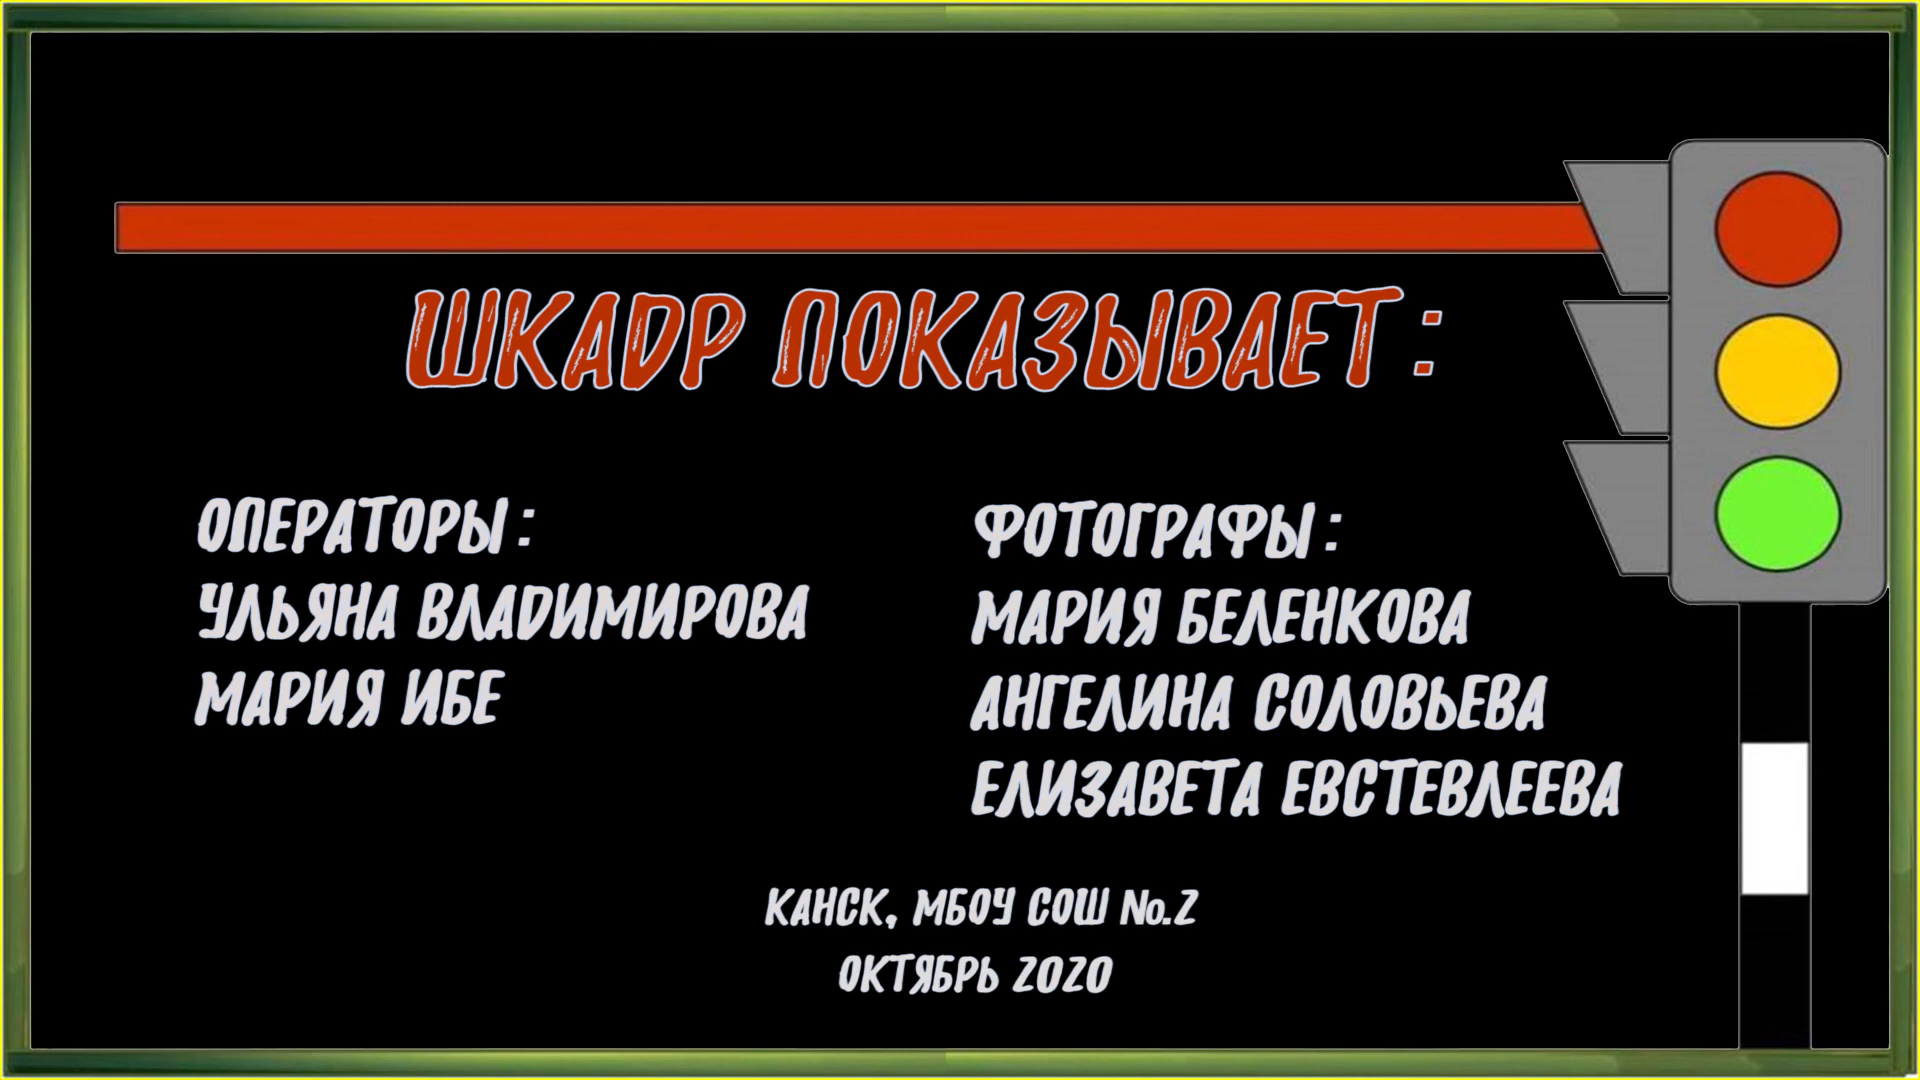 ШКАДР ПОКАЗЫВАЕТ:
ОПЕРАТОРЫ:
УЛЬЯНА ВЛАДИМИРОВА
МАРИЯ ИБЕ
ФОТОГРАФЫ:
МАРИЯ БЕЛЕНКОВА
АНГЕЛИНА СОЛОВЬЕВА
ЕЛИЗАВЕТА ЕВСТЕВЛЕЕВА
КАНСК, МБОУ СОШ №.2
ОКТЯБРЬ 2020